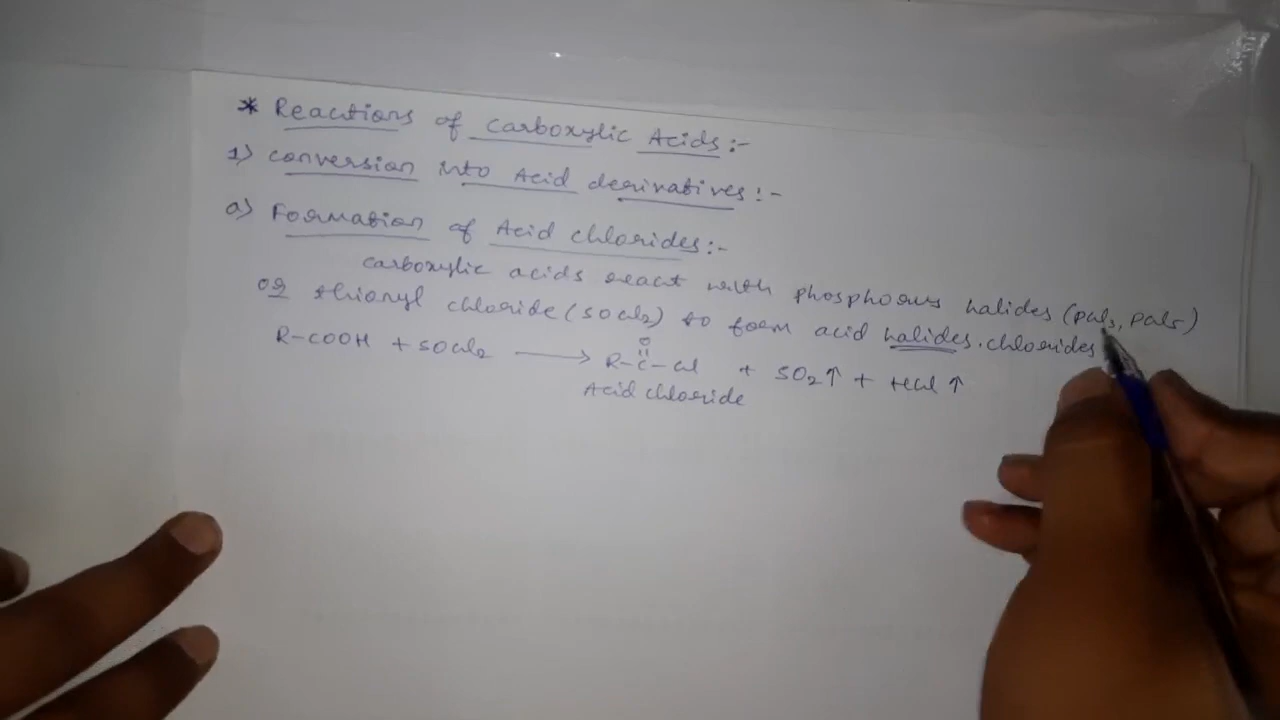 * Reactions of Carboxylic Acids:-
1) Conversion into Acid derivatives:-
a) Formation of Acid chlorides:-
Carboxylic acids react with phosphorus halides (PCl3, PCl5)
or thionyl chloride (SOCl2) to form acid halides. chlorides
R-COOH + SOCl2 ⟶ R-C-Cl + SO2↑ + HCl↑
O
Acid chloride